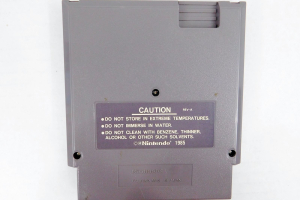 CAUTION
REV-A
●DO NOT STORE IN EXTREME TEMPERATURES.
●DO NOT IMMERSE IN WATER.
●DO NOT CLEAN WITH BENZENE, THINNER,
ALCOHOL OR OTHER SUCH SOLVENTS.
©Nintendo® 1985